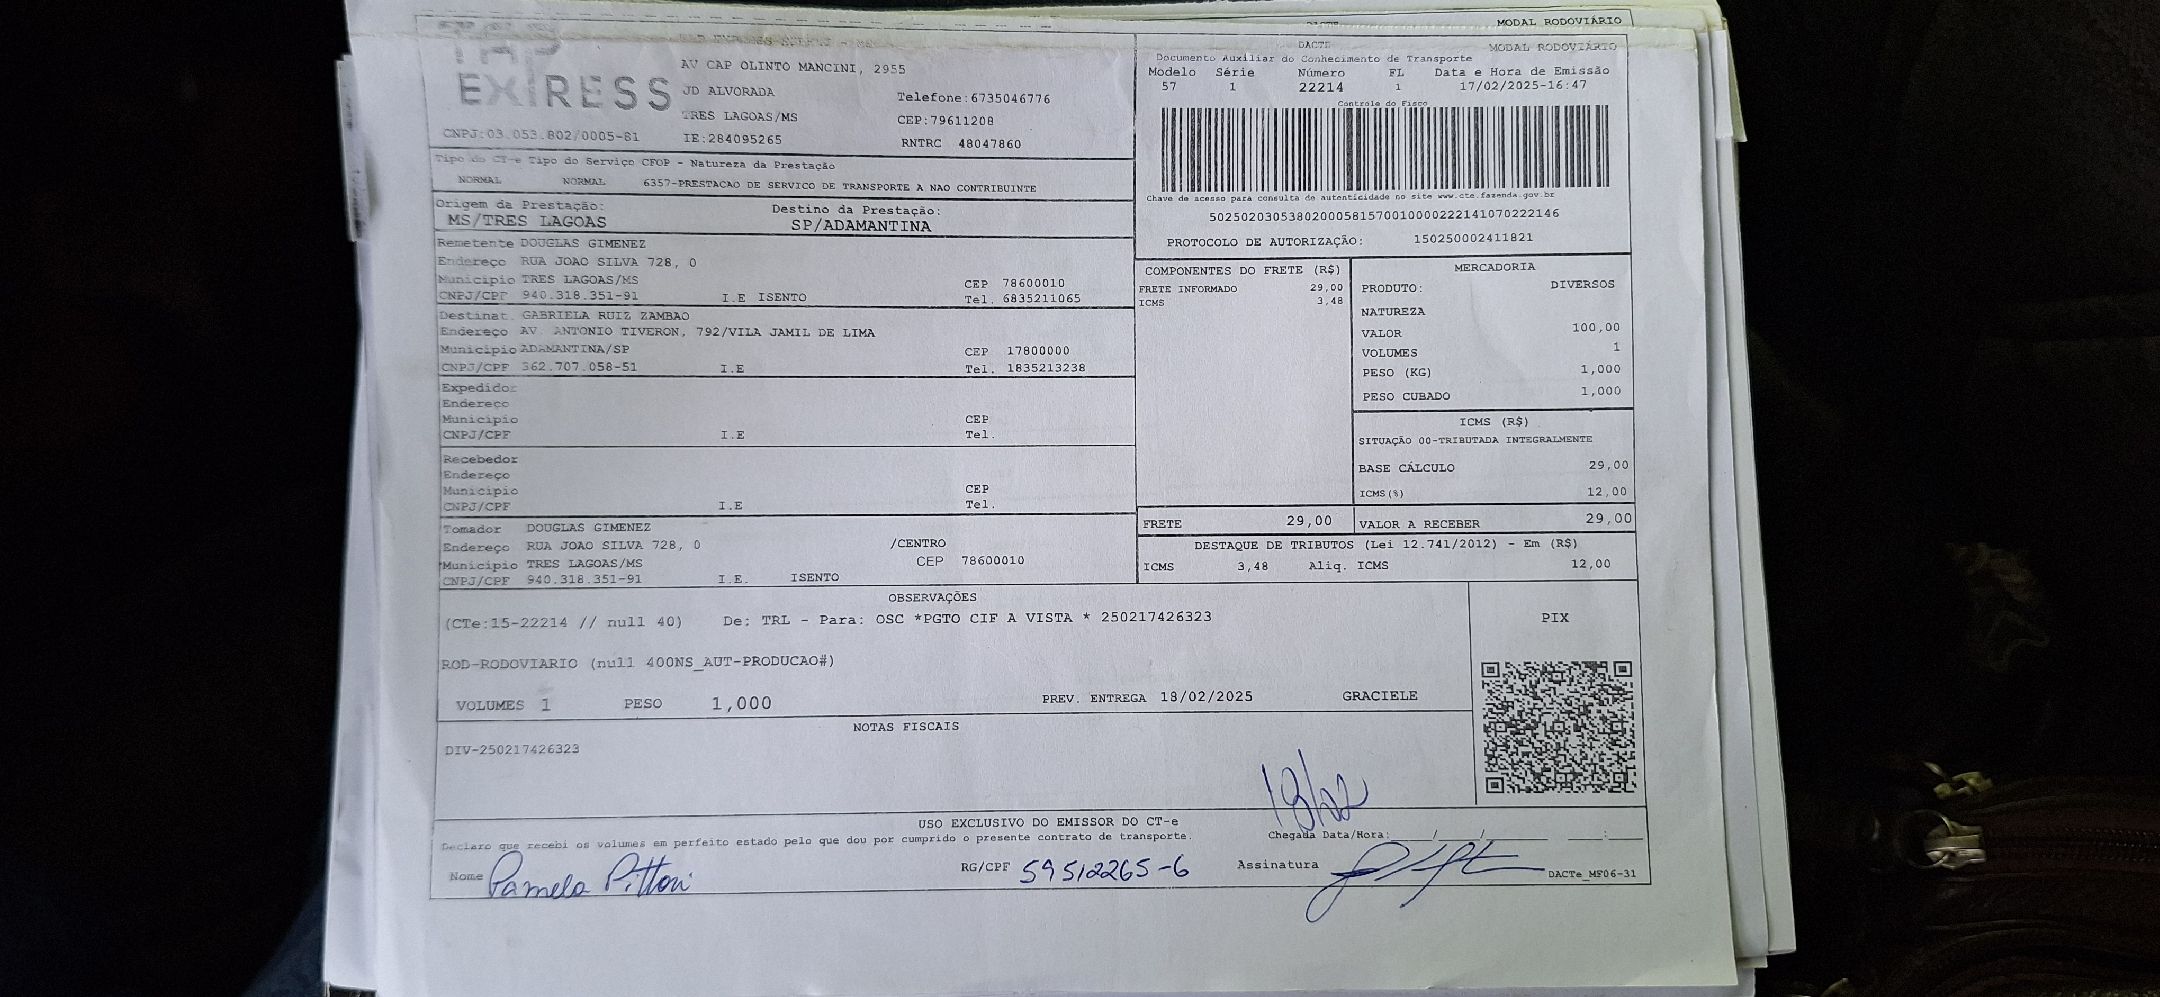 MODAL RODOVIÁRIO
EXPRESS
AV CAP OLINTO MANCINI, 2955
JD ALVORADA
Telefone:6735046776
TRES LAGOAS/MS
CEP:79611208
CNPJ:03.053.802/0005-81
IE:284095265
RNTRC 48047860
DACTE
MODAL RODOVIÁRIO
Documento Auxiliar do Conhecimento de Transporte
Modelo Série Número FL Data e Hora de Emissão
57 1 22214 1 17/02/2025-16:47
Controle do Fisco
Chave de acesso para consulta de autenticidade no site www.cte.fazenda.gov.br
50250203053802000581570010000222141070222146
PROTOCOLO DE AUTORIZAÇÃO: 150250002411821
Tipo do CT-e Tipo do Serviço CFOP - Natureza da Prestação
NORMAL NORMAL 6357-PRESTACAO DE SERVICO DE TRANSPORTE A NAO CONTRIBUINTE
Origem da Prestação: Destino da Prestação:
MS/TRES LAGOAS SP/ADAMANTINA
Remetente DOUGLAS GIMENEZ
Endereço RUA JOAO SILVA 728, 0
Município TRES LAGOAS/MS CEP 78600010
CNPJ/CPF 940.318.351-91 I.E ISENTO Tel. 6835211065
Destinat. GABRIELA RUIZ ZAMBAO
Endereço AV. ANTONIO TIVERON, 792/VILA JAMIL DE LIMA
Município ADAMANTINA/SP CEP 17800000
CNPJ/CPF 362.707.058-51 I.E Tel. 1835213238
Expedidor
Endereço
Município CEP
CNPJ/CPF I.E Tel.
Recebedor
Endereço
Município CEP
CNPJ/CPF I.E Tel.
Tomador DOUGLAS GIMENEZ
Endereço RUA JOAO SILVA 728, 0 /CENTRO
Município TRES LAGOAS/MS CEP 78600010
CNPJ/CPF 940.318.351-91 I.E. ISENTO
COMPONENTES DO FRETE (R$)
FRETE INFORMADO 29,00
ICMS 3,48
MERCADORIA
PRODUTO: DIVERSOS
NATUREZA
VALOR 100,00
VOLUMES 1
PESO (KG) 1,000
PESO CUBADO 1,000
ICMS (R$)
SITUAÇÃO 00-TRIBUTADA INTEGRALMENTE
BASE CÁLCULO 29,00
ICMS(%) 12,00
FRETE 29,00 VALOR A RECEBER 29,00
DESTAQUE DE TRIBUTOS (Lei 12.741/2012) - Em (R$)
ICMS 3,48 Aliq. ICMS 12,00
OBSERVAÇÕES
(CTe:15-22214 // null 40) De: TRL - Para: OSC *PGTO CIF A VISTA * 250217426323
ROD-RODOVIARIO (null 400NS_AUT-PRODUCAO#)
VOLUMES 1 PESO 1,000 PREV. ENTREGA 18/02/2025 GRACIELE
PIX
NOTAS FISCAIS
DIV-250217426323
18/02
USO EXCLUSIVO DO EMISSOR DO CT-e
Declaro que recebi os volumes em perfeito estado pelo que dou por cumprido o presente contrato de transporte.
Chegada Data/Hora: / / :
Nome Pamela Pittori RG/CPF 59512265-6 Assinatura
DACTe_MF06-31